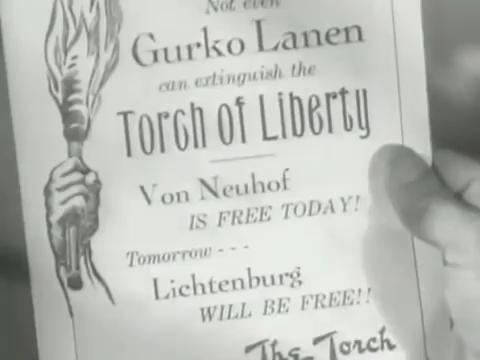 Not even
Gurko Lanen
can extinguish the
Torch of Liberty
Von Neuhof
IS FREE TODAY!
Tomorrow - - -
Lichtenburg
WILL BE FREE!!
The Torch